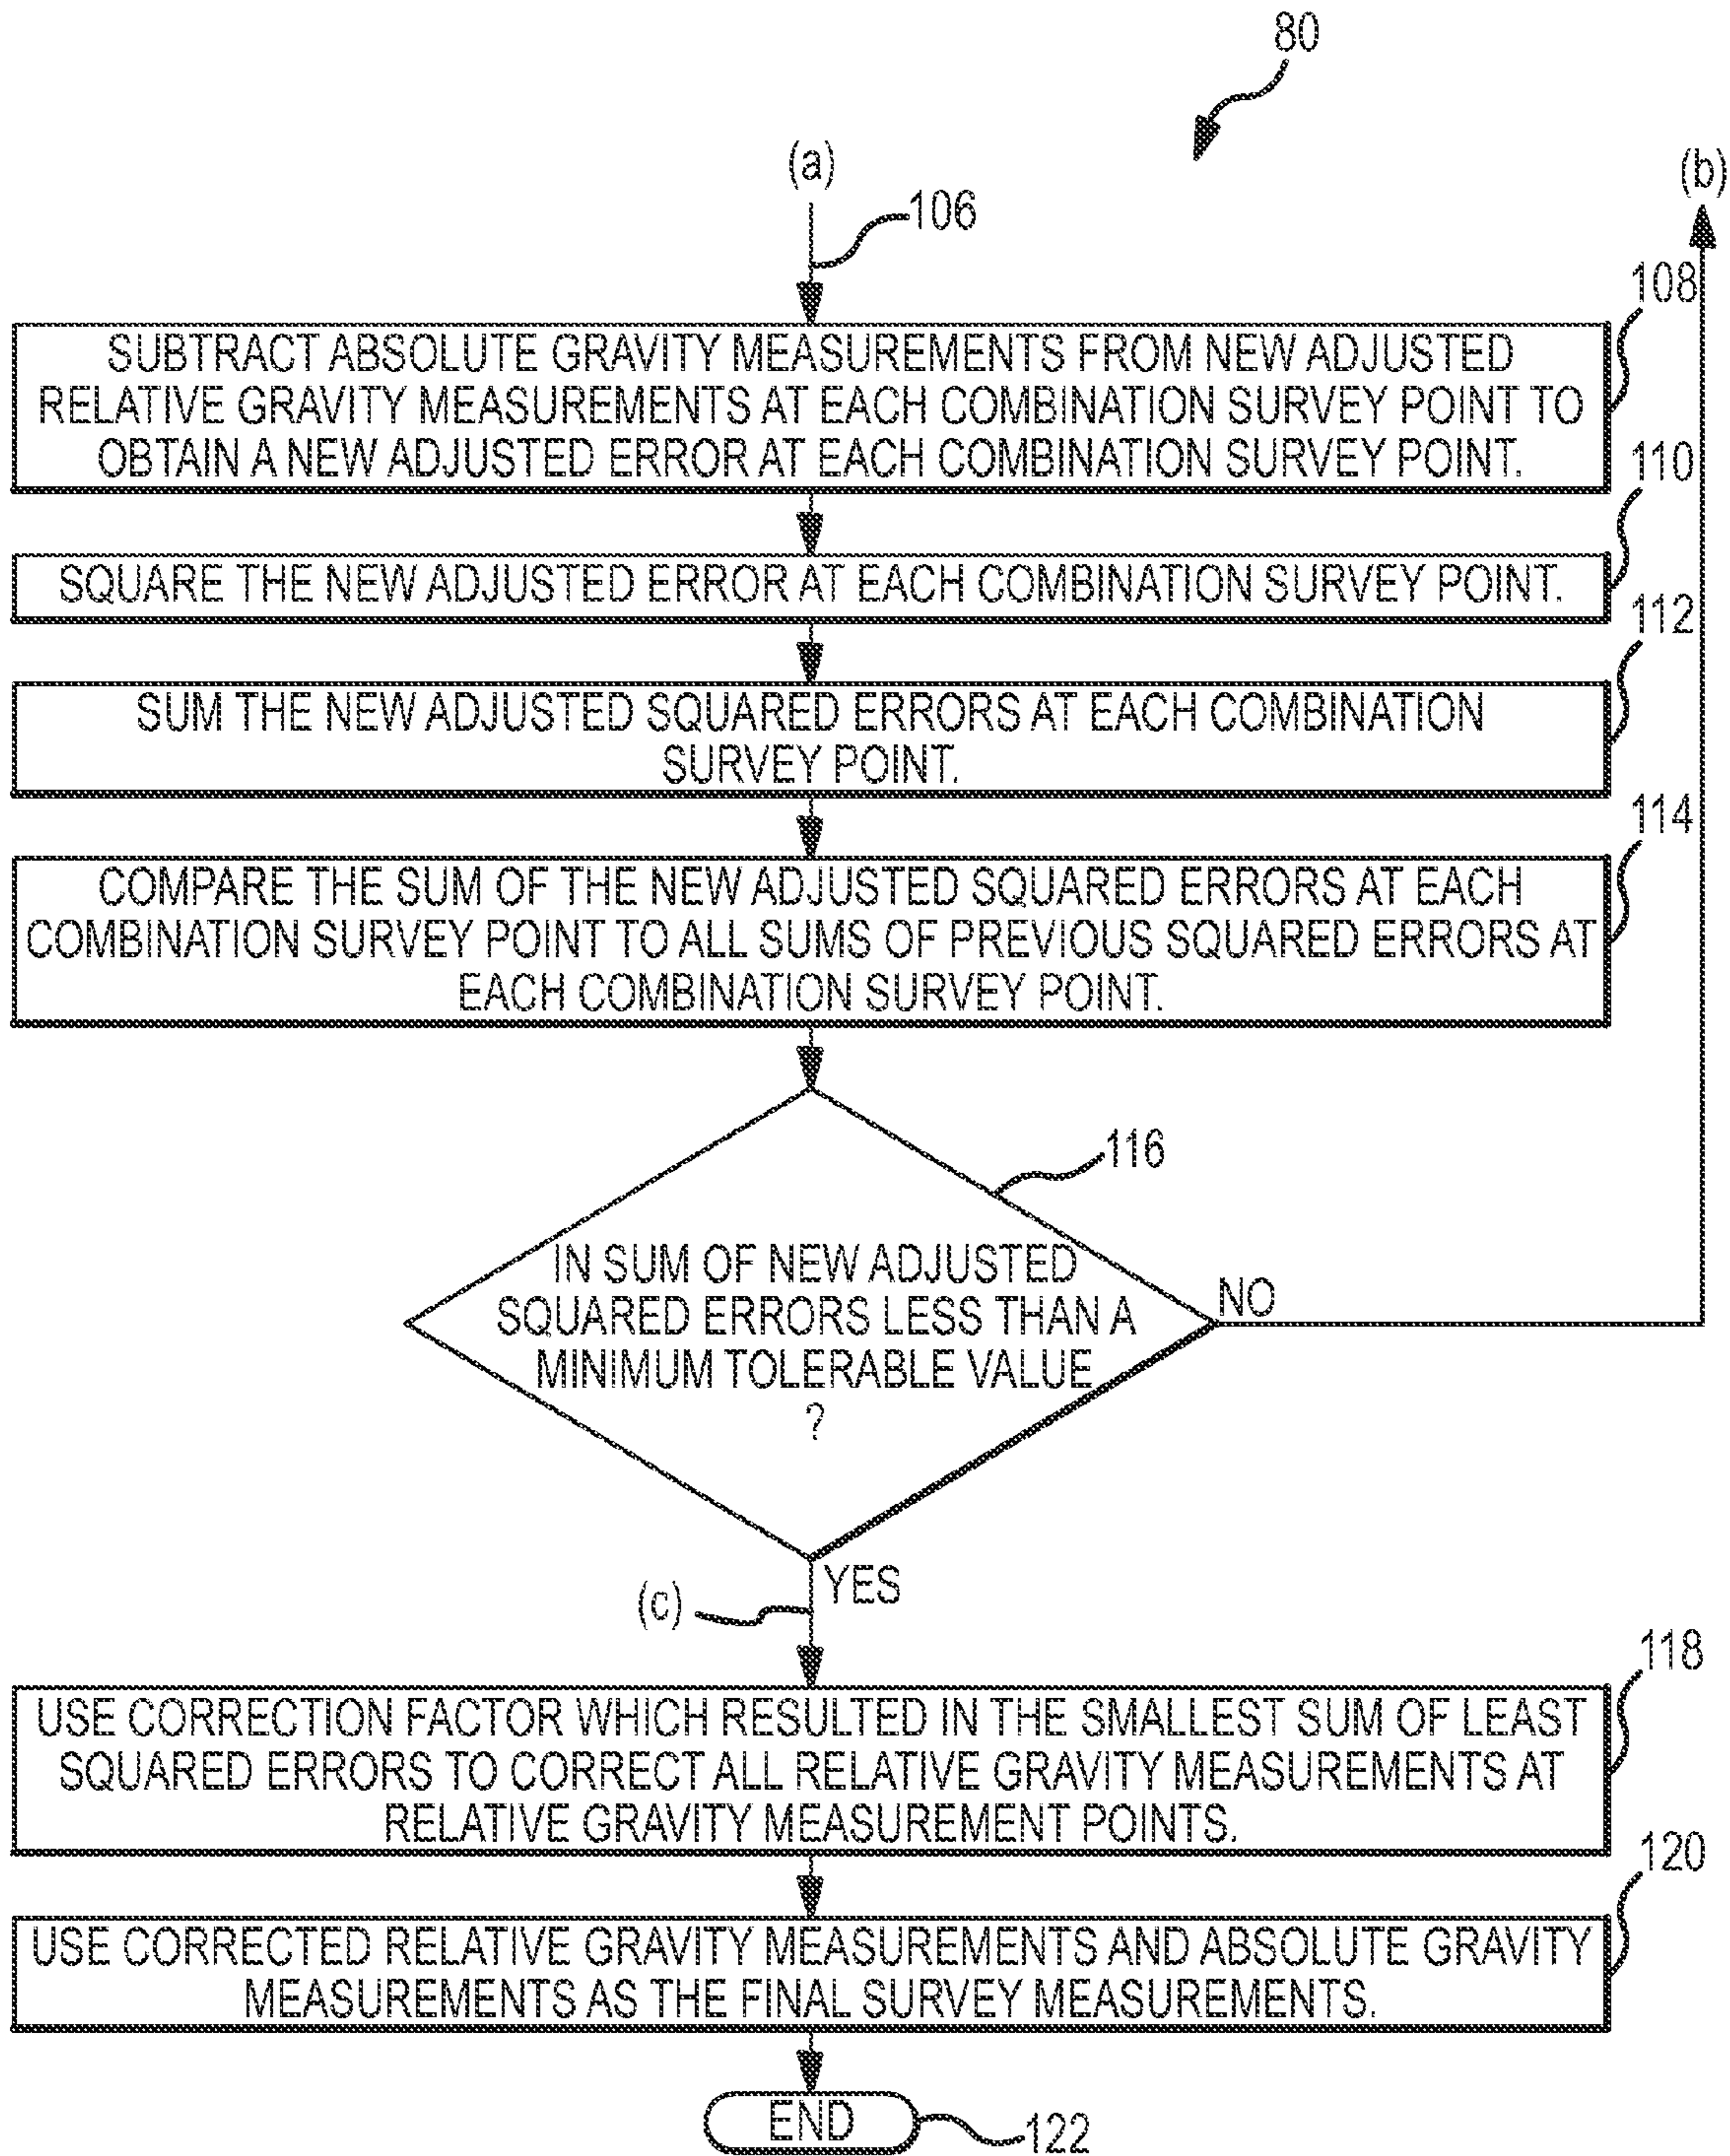 80
(a)
(b)
106
108
SUBTRACT ABSOLUTE GRAVITY MEASUREMENTS FROM NEW ADJUSTED
RELATIVE GRAVITY MEASUREMENTS AT EACH COMBINATION SURVEY POINT TO
OBTAIN A NEW ADJUSTED ERROR AT EACH COMBINATION SURVEY POINT.
110
SQUARE THE NEW ADJUSTED ERROR AT EACH COMBINATION SURVEY POINT.
112
SUM THE NEW ADJUSTED SQUARED ERRORS AT EACH COMBINATION
SURVEY POINT.
114
COMPARE THE SUM OF THE NEW ADJUSTED SQUARED ERRORS AT EACH
COMBINATION SURVEY POINT TO ALL SUMS OF PREVIOUS SQUARED ERRORS AT
EACH COMBINATION SURVEY POINT.
116
IN SUM OF NEW ADJUSTED
SQUARED ERRORS LESS THAN A
MINIMUM TOLERABLE VALUE
?
NO
YES
(c)
118
USE CORRECTION FACTOR WHICH RESULTED IN THE SMALLEST SUM OF LEAST
SQUARED ERRORS TO CORRECT ALL RELATIVE GRAVITY MEASUREMENTS AT
RELATIVE GRAVITY MEASUREMENT POINTS.
120
USE CORRECTED RELATIVE GRAVITY MEASUREMENTS AND ABSOLUTE GRAVITY
MEASUREMENTS AS THE FINAL SURVEY MEASUREMENTS.
END
122